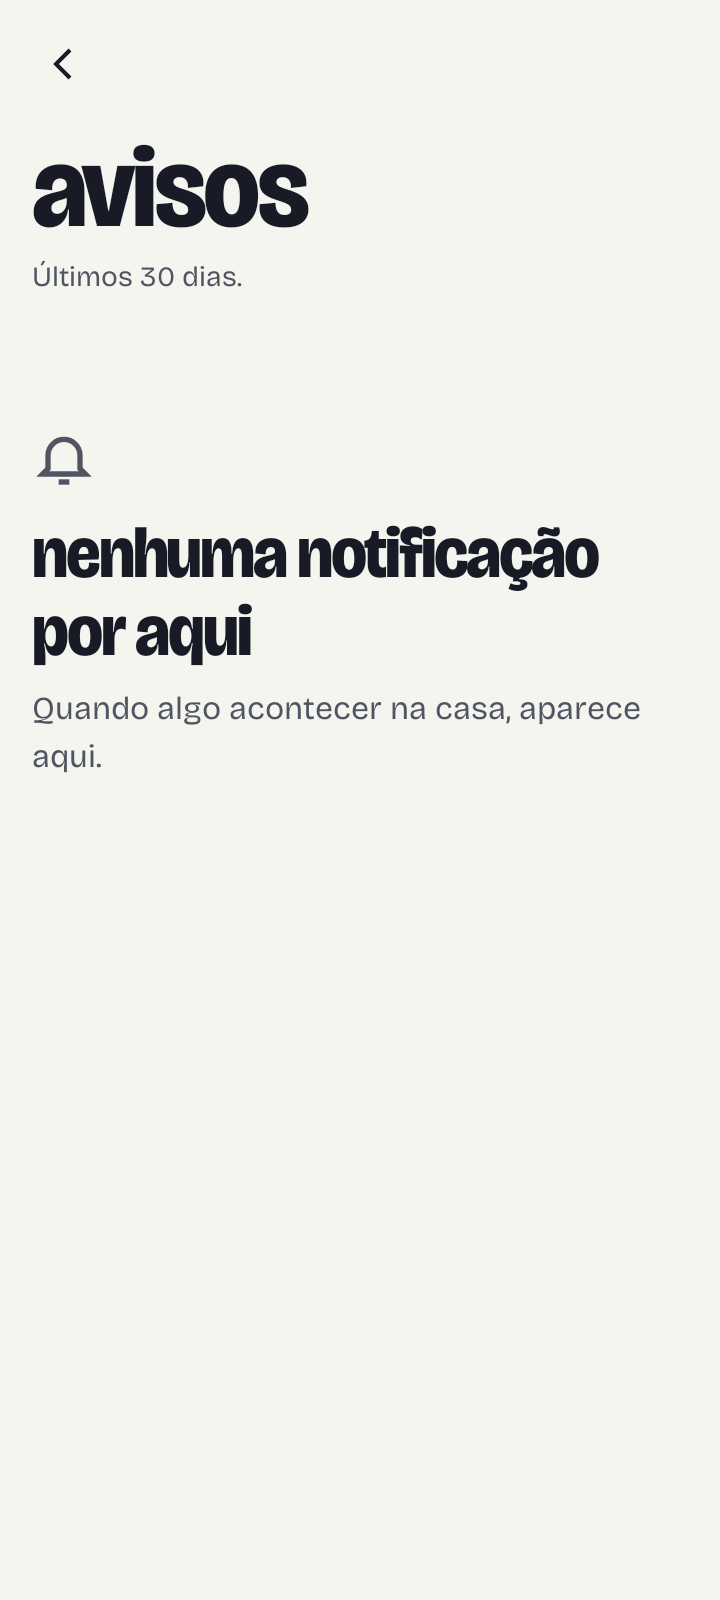 avisos
Últimos 30 dias.
nenhuma notificação
por aqui
Quando algo acontecer na casa, aparece
aqui.